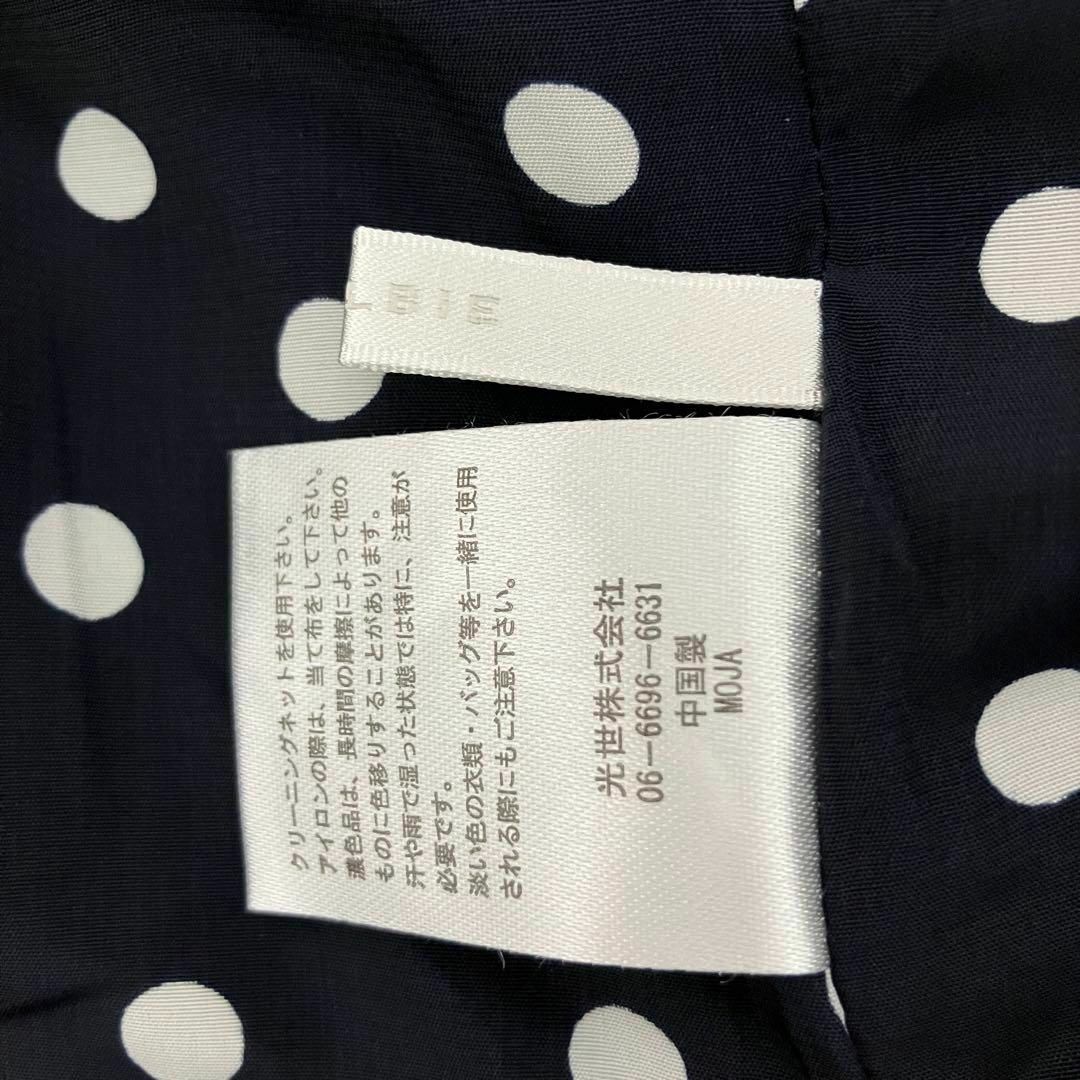 クリーニングネットを使用下さい。
アイロンの際は、当て布をして下さい。
濃色品は、長時間の摩擦によって他の
ものに色移りすることがあります。
汗や雨で湿った状態では特に、注意が
必要です。
淡い色の衣類・バッグ等を一緒に使用
される際にもご注意下さい。
光世株式会社
06-6696-6631
中国製
MOJA